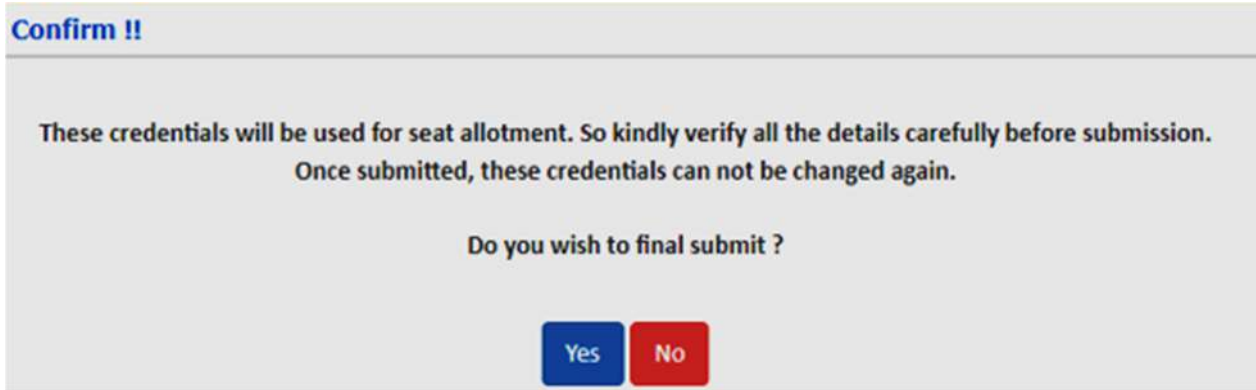 Confirm !!
These credentials will be used for seat allotment. So kindly verify all the details carefully before submission.
Once submitted, these credentials can not be changed again.
Do you wish to final submit ?
Yes No